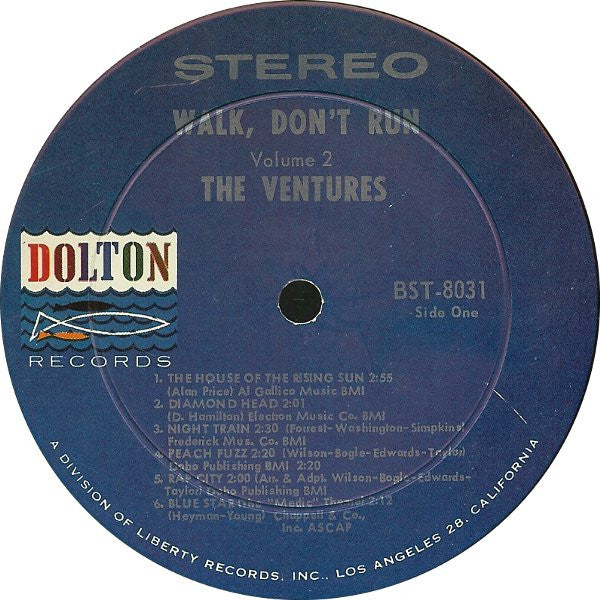 STEREO
WALK, DON'T RUN
Volume 2
THE VENTURES
DOLTON
RECORDS
BST-8031
-Side One
1. THE HOUSE OF THE RISING SUN 2:55
(Alan Price) Al Gallico Music BMI
2. DIAMOND HEAD 2:01
(D. Hamilton) Electron Music Co. BMI
3. NIGHT TRAIN 2:30 (Forrest-Washington-Simpkins)
Frederick Mus. Co. BMI
4. PEACH FUZZ 2:20 (Wilson-Bogle-Edwards-Taylor)
Dobo Publishing BMI 2:20
5. RAP CITY 2:00 (Arr. & Adpt. Wilson-Bogle-Edwards-
Taylor) Dobo Publishing BMI
6. BLUE STAR "Medic" 2:12
(Heyman-Young) Chappell & Co.,
Inc. ASCAP
A DIVISION OF LIBERTY RECORDS, INC., LOS ANGELES 28, CALIFORNIA